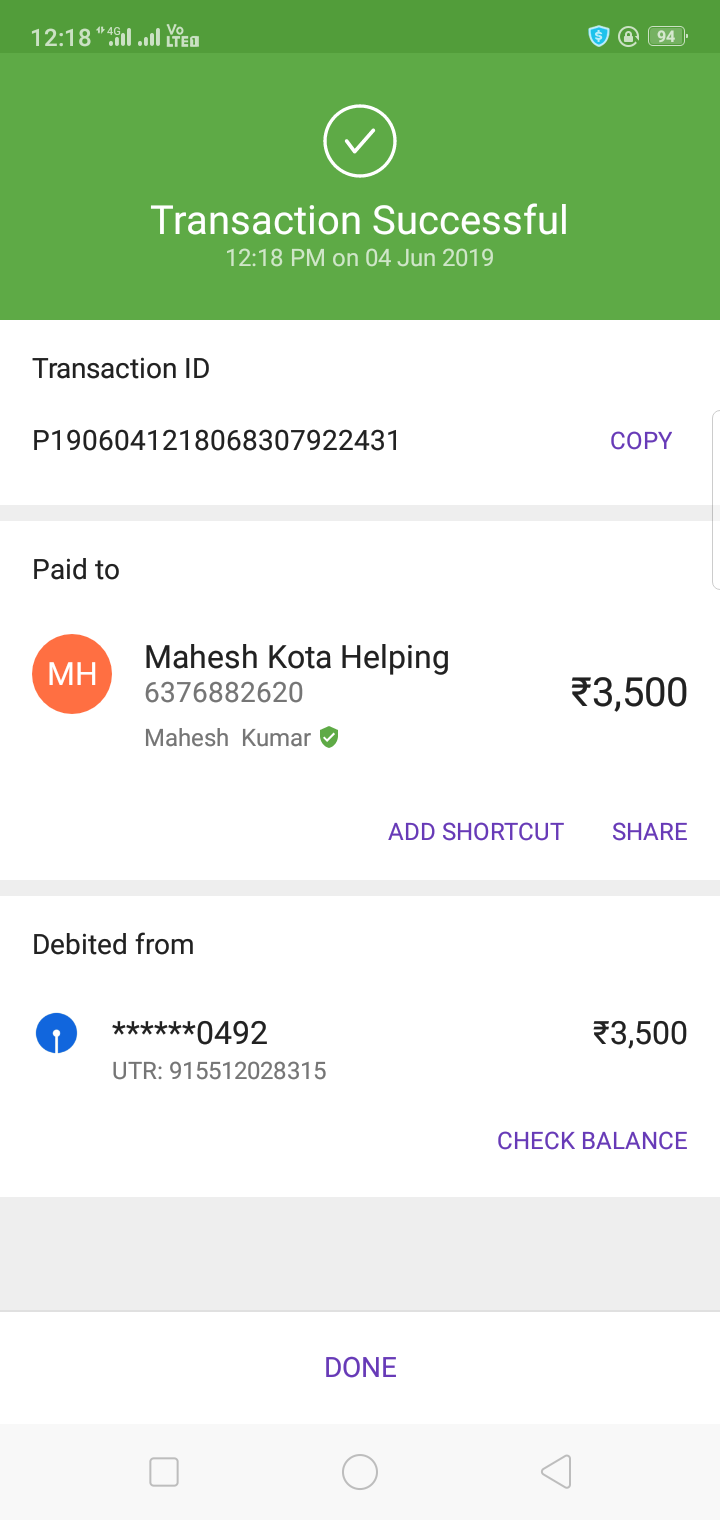 12:18 4G Vo LTE1 94
Transaction Successful
12:18 PM on 04 Jun 2019
Transaction ID
P1906041218068307922431 COPY
Paid to
MH Mahesh Kota Helping
6376882620 ₹3,500
Mahesh Kumar
ADD SHORTCUT SHARE
Debited from
******0492 ₹3,500
UTR: 915512028315
CHECK BALANCE
DONE